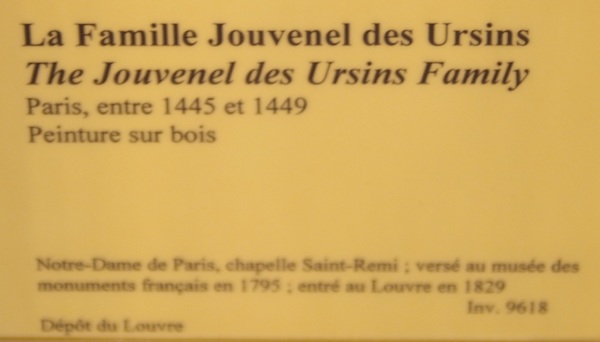 La Famille Jouvenel des Ursins
The Jouvenel des Ursins Family
Paris, entre 1445 et 1449
Peinture sur bois
Notre-Dame de Paris, chapelle Saint-Remi ; versé au musée des
monuments français en 1795 ; entré au Louvre en 1829
Inv. 9618
Dépôt du Louvre